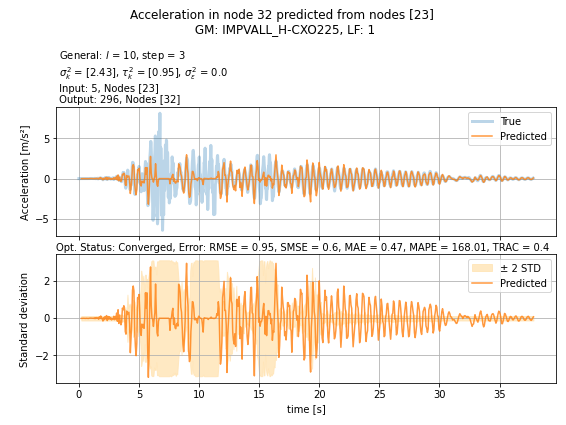 Acceleration in node 32 predicted from nodes [23]
GM: IMPVALL_H-CXO225, LF: 1
General: l = 10, step = 3
σ²ₖ = [2.43], τ²ₖ = [0.95], σ²ε = 0.0
Input: 5, Nodes [23]
Output: 296, Nodes [32]
Acceleration [m/s²]
5
0
−5
True
Predicted
Opt. Status: Converged, Error: RMSE = 0.95, SMSE = 0.6, MAE = 0.47, MAPE = 168.01, TRAC = 0.4
Standard deviation
2
0
−2
± 2 STD
Predicted
0 5 10 15 20 25 30 35
time [s]